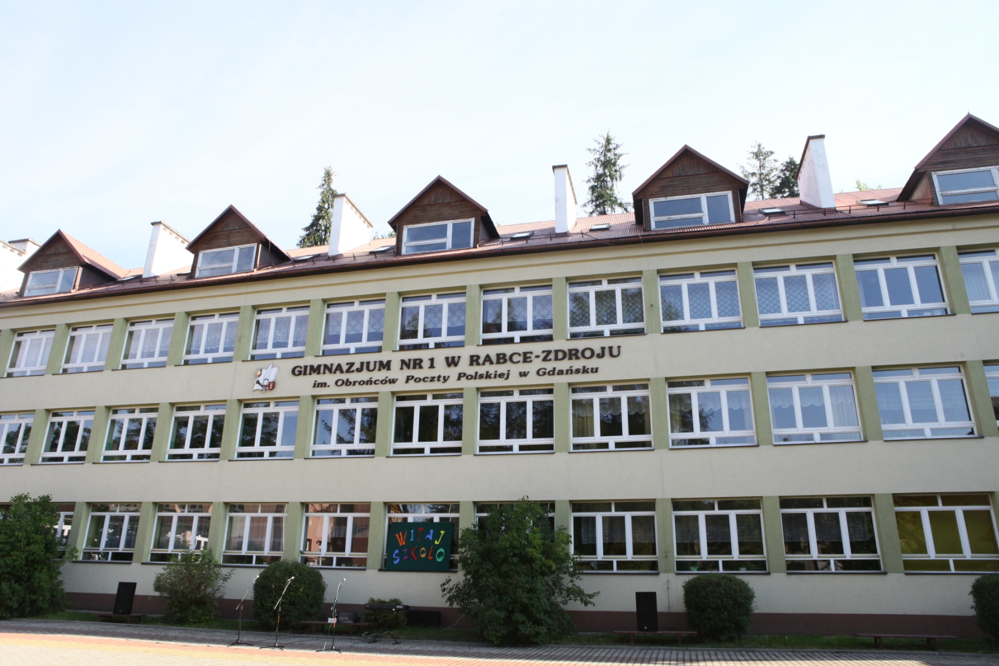 GIMNAZJUM NR 1 W RABCE-ZDROJU
im. Obrońców Poczty Polskiej w Gdańsku
WITAJ
SZKOŁO